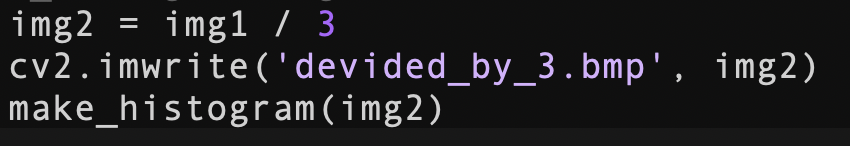 img2 = img1 / 3
cv2.imwrite('devided_by_3.bmp', img2)
make_histogram(img2)